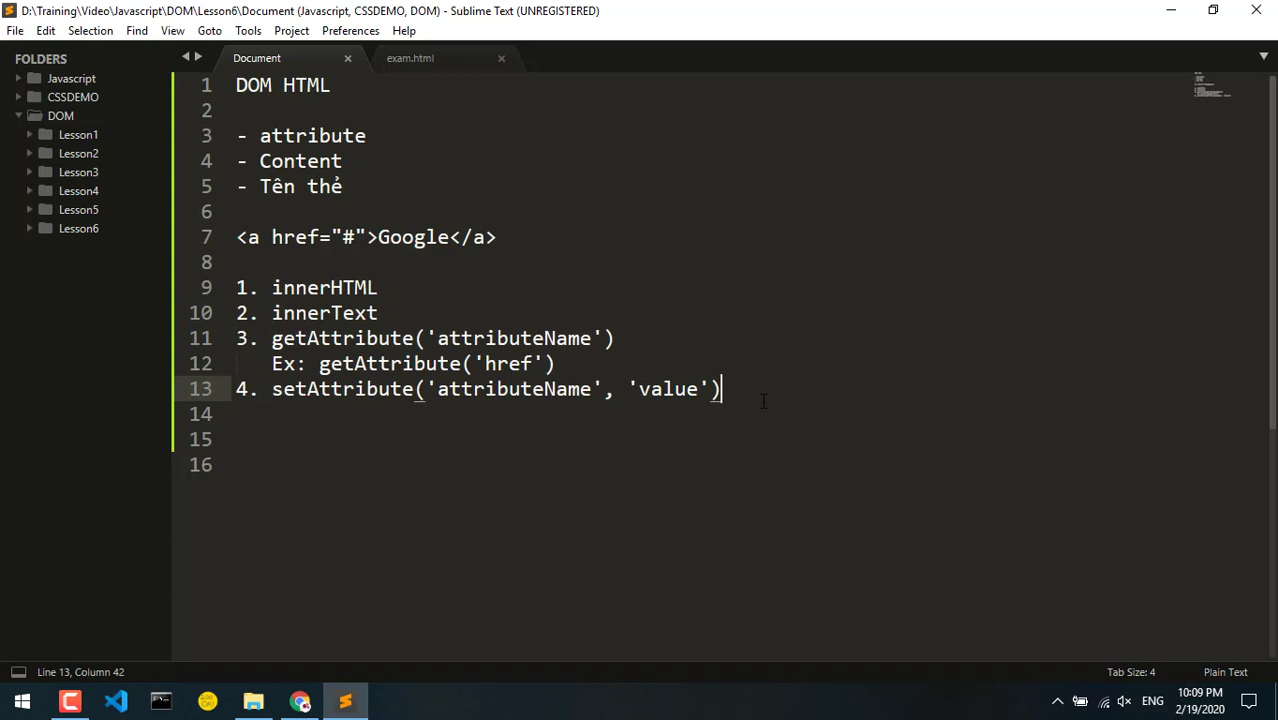 D:\Training\Video\Javascript\DOM\Lesson6\Document (Javascript, CSSDEMO, DOM) - Sublime Text (UNREGISTERED)
File Edit Selection Find View Goto Tools Project Preferences Help
FOLDERS
Javascript
CSSDEMO
DOM
Lesson1
Lesson2
Lesson3
Lesson4
Lesson5
Lesson6
Document
exam.html
1 DOM HTML
2
3 - attribute
4 - Content
5 - Tên thẻ
6
7 <a href="#">Google</a>
8
9 1. innerHTML
10 2. innerText
11 3. getAttribute('attributeName')
12 Ex: getAttribute('href')
13 4. setAttribute('attributeName', 'value')
14
15
16
Line 13, Column 42
Tab Size: 4
Plain Text
ENG
10:09 PM
2/19/2020